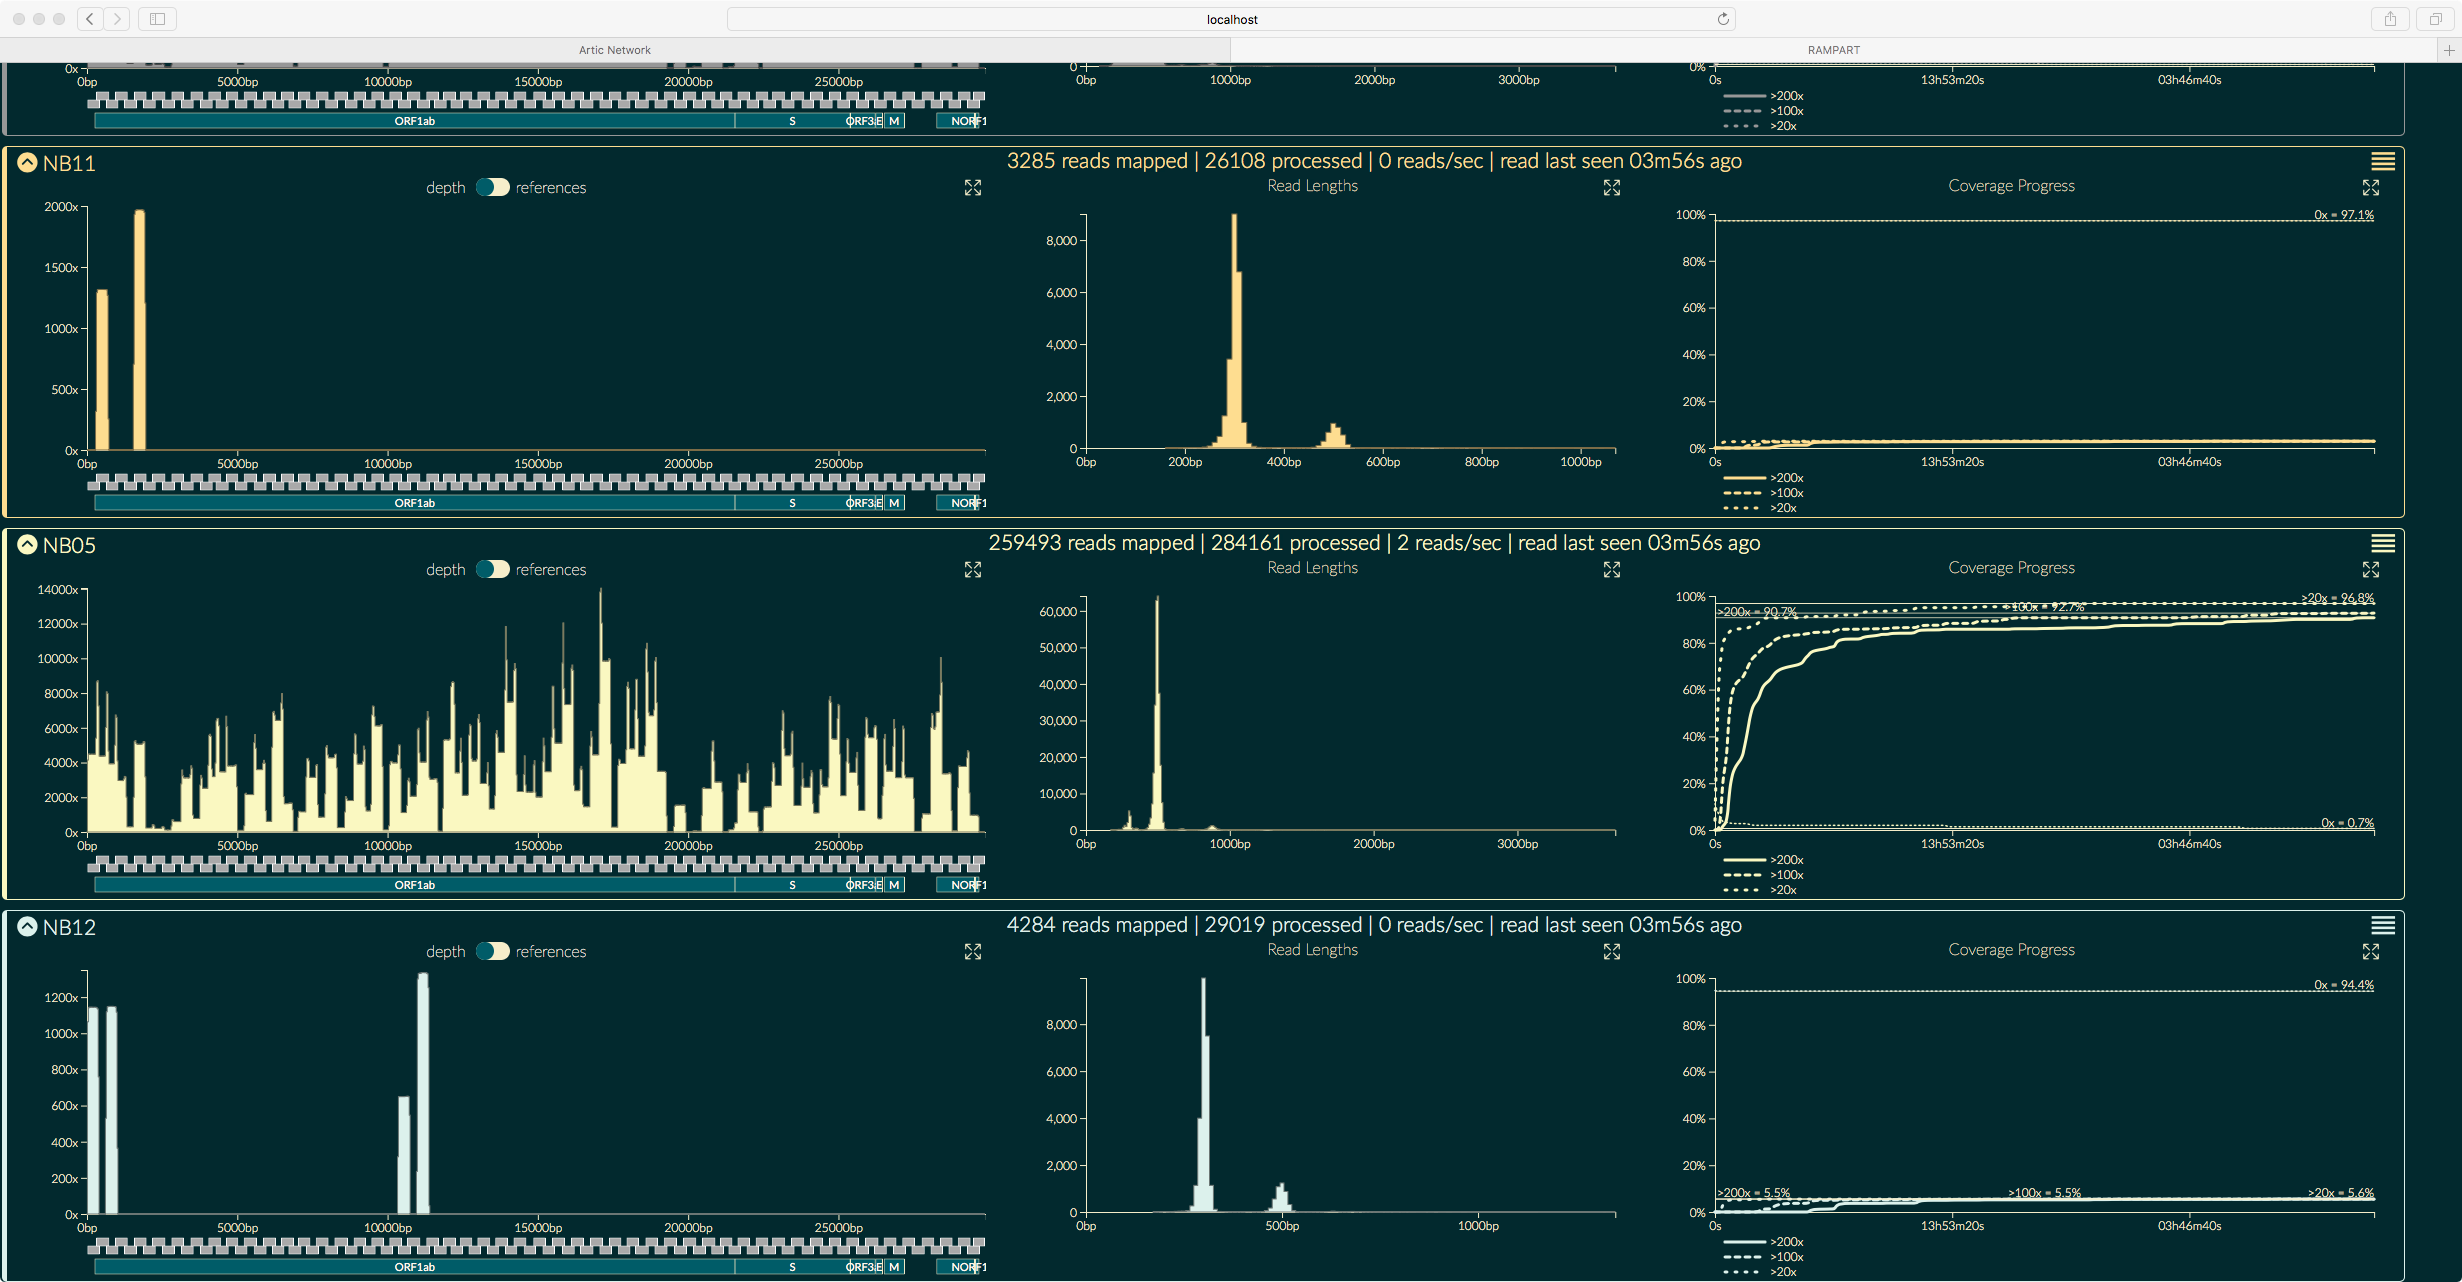 localhost
Artic Network
RAMPART
0x
0bp 5000bp 10000bp 15000bp 20000bp 25000bp
ORF1ab S ORF3 E M N ORF1
0
0bp 1000bp 2000bp 3000bp
0%
0s 13h53m20s 03h46m40s
>200x
>100x
>20x
NB11
3285 reads mapped | 26108 processed | 0 reads/sec | read last seen 03m56s ago
depth references
2000x
1500x
1000x
500x
0x
0bp 5000bp 10000bp 15000bp 20000bp 25000bp
ORF1ab S ORF3 E M N ORF1
Read Lengths
8,000
6,000
4,000
2,000
0
0bp 200bp 400bp 600bp 800bp 1000bp
Coverage Progress
100%
0x = 97.1%
80%
60%
40%
20%
0%
0s 13h53m20s 03h46m40s
>200x
>100x
>20x
NB05
259493 reads mapped | 284161 processed | 2 reads/sec | read last seen 03m56s ago
depth references
14000x
12000x
10000x
8000x
6000x
4000x
2000x
0x
0bp 5000bp 10000bp 15000bp 20000bp 25000bp
ORF1ab S ORF3 E M N ORF1
Read Lengths
60,000
50,000
40,000
30,000
20,000
10,000
0
0bp 1000bp 2000bp 3000bp
Coverage Progress
100%
>20x = 96.8%
>200x = 90.7% >100x = 92.7%
80%
60%
40%
20%
0x = 0.7%
0%
0s 13h53m20s 03h46m40s
>200x
>100x
>20x
NB12
4284 reads mapped | 29019 processed | 0 reads/sec | read last seen 03m56s ago
depth references
1200x
1000x
800x
600x
400x
200x
0x
0bp 5000bp 10000bp 15000bp 20000bp 25000bp
ORF1ab S ORF3 E M N ORF1
Read Lengths
8,000
6,000
4,000
2,000
0
0bp 500bp 1000bp
Coverage Progress
100%
0x = 94.4%
80%
60%
40%
20%
>200x = 5.5% >100x = 5.5% >20x = 5.6%
0%
0s 13h53m20s 03h46m40s
>200x
>100x
>20x